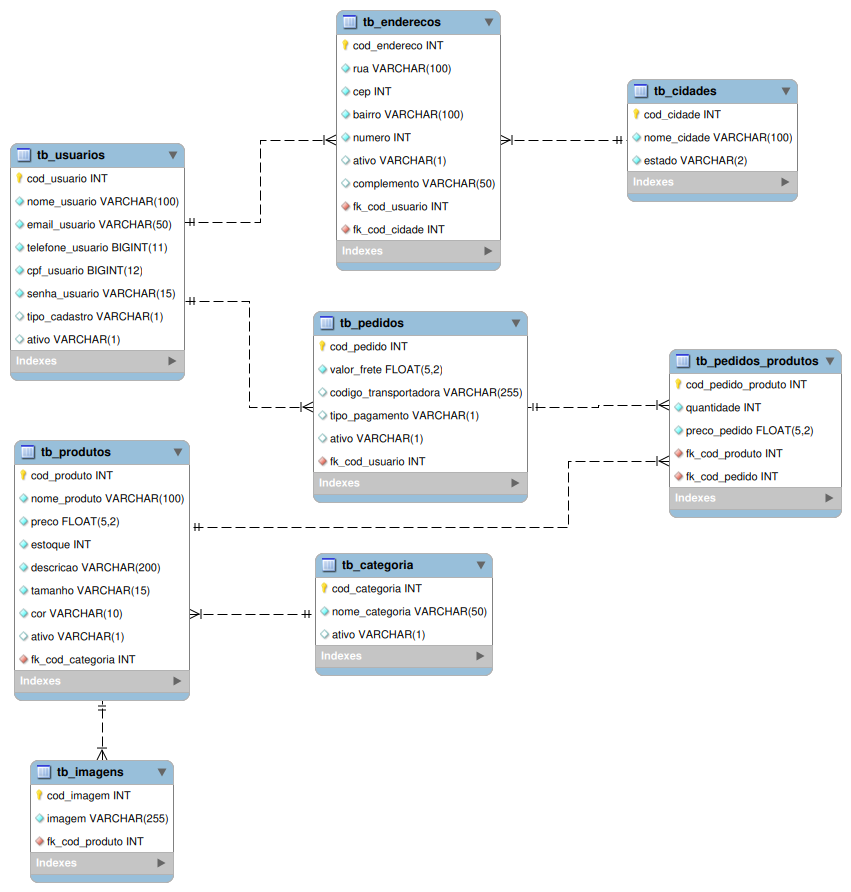 tb_enderecos
cod_endereco INT
rua VARCHAR(100)
cep INT
bairro VARCHAR(100)
numero INT
ativo VARCHAR(1)
complemento VARCHAR(50)
fk_cod_usuario INT
fk_cod_cidade INT
Indexes
tb_cidades
cod_cidade INT
nome_cidade VARCHAR(100)
estado VARCHAR(2)
Indexes
tb_usuarios
cod_usuario INT
nome_usuario VARCHAR(100)
email_usuario VARCHAR(50)
telefone_usuario BIGINT(11)
cpf_usuario BIGINT(12)
senha_usuario VARCHAR(15)
tipo_cadastro VARCHAR(1)
ativo VARCHAR(1)
Indexes
tb_pedidos
cod_pedido INT
valor_frete FLOAT(5,2)
codigo_transportadora VARCHAR(255)
tipo_pagamento VARCHAR(1)
ativo VARCHAR(1)
fk_cod_usuario INT
Indexes
tb_pedidos_produtos
cod_pedido_produto INT
quantidade INT
preco_pedido FLOAT(5,2)
fk_cod_produto INT
fk_cod_pedido INT
Indexes
tb_produtos
cod_produto INT
nome_produto VARCHAR(100)
preco FLOAT(5,2)
estoque INT
descricao VARCHAR(200)
tamanho VARCHAR(15)
cor VARCHAR(10)
ativo VARCHAR(1)
fk_cod_categoria INT
Indexes
tb_categoria
cod_categoria INT
nome_categoria VARCHAR(50)
ativo VARCHAR(1)
Indexes
tb_imagens
cod_imagem INT
imagem VARCHAR(255)
fk_cod_produto INT
Indexes